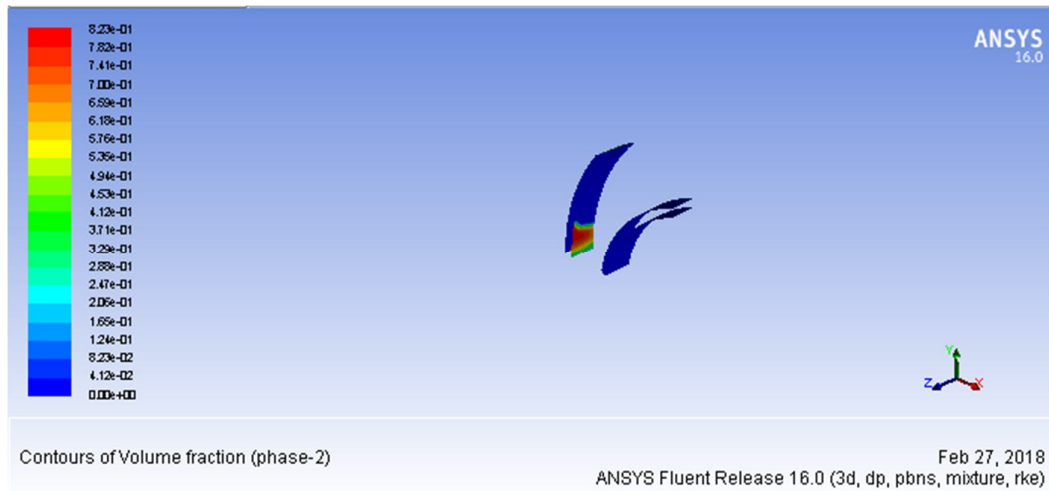 8.23e-01
7.82e-01
7.41e-01
7.00e-01
6.59e-01
6.18e-01
5.76e-01
5.35e-01
4.94e-01
4.53e-01
4.12e-01
3.71e-01
3.29e-01
2.88e-01
2.47e-01
2.06e-01
1.65e-01
1.24e-01
8.23e-02
4.12e-02
0.00e+00
ANSYS
16.0
Y
Z
X
Contours of Volume fraction (phase-2)
Feb 27, 2018
ANSYS Fluent Release 16.0 (3d, dp, pbns, mixture, rke)